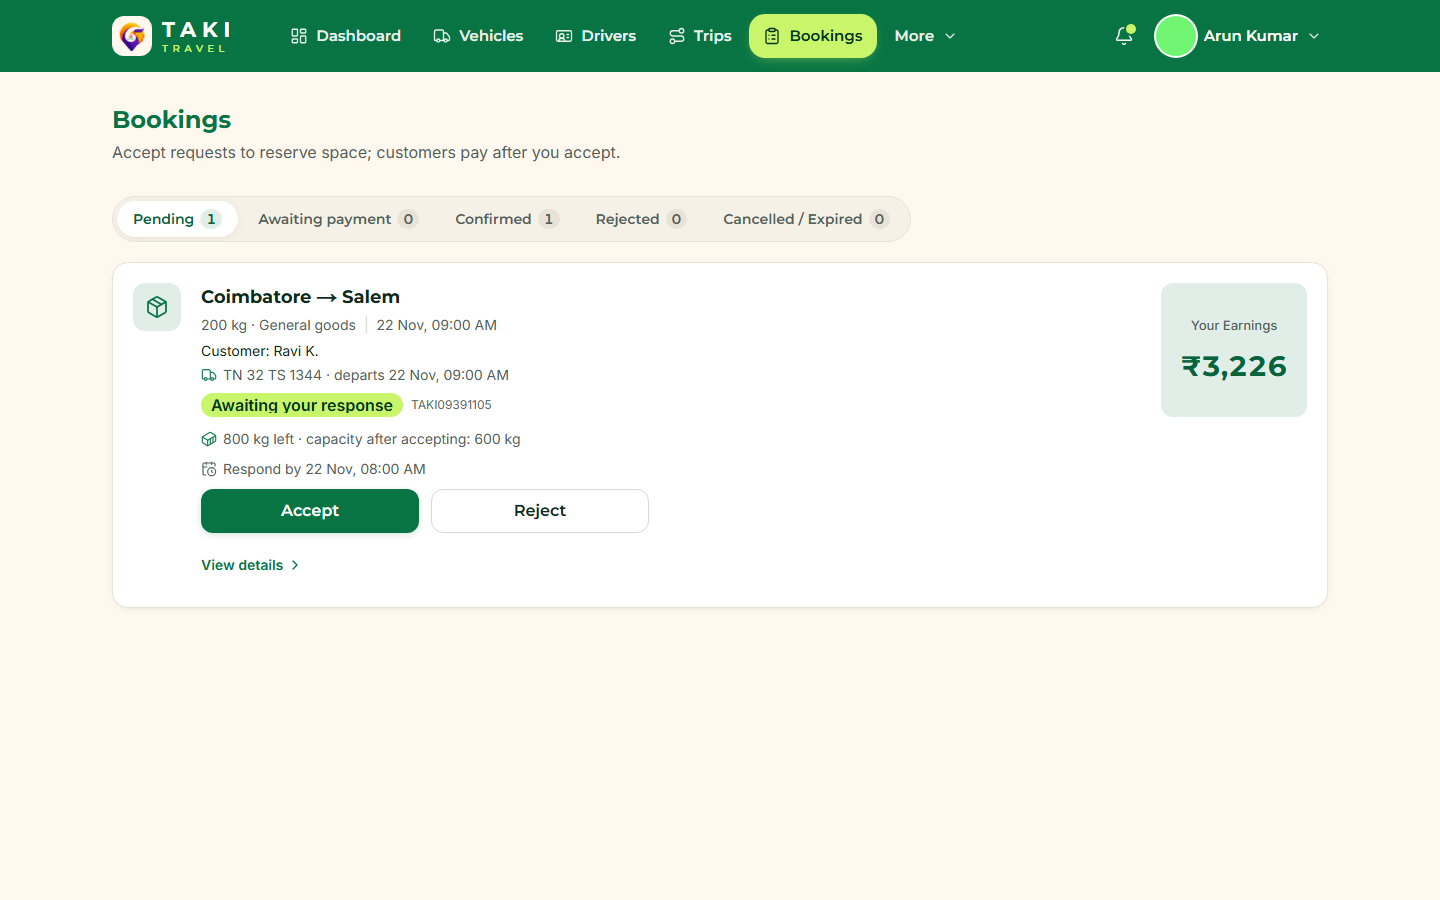 TAKI
TRAVEL
Dashboard
Vehicles
Drivers
Trips
Bookings
More
Arun Kumar
Bookings
Accept requests to reserve space; customers pay after you accept.
Pending 1
Awaiting payment 0
Confirmed 1
Rejected 0
Cancelled / Expired 0
Coimbatore → Salem
200 kg · General goods | 22 Nov, 09:00 AM
Customer: Ravi K.
TN 32 TS 1344 · departs 22 Nov, 09:00 AM
Awaiting your response TAKI09391105
800 kg left · capacity after accepting: 600 kg
Respond by 22 Nov, 08:00 AM
Accept
Reject
View details
Your Earnings
₹3,226